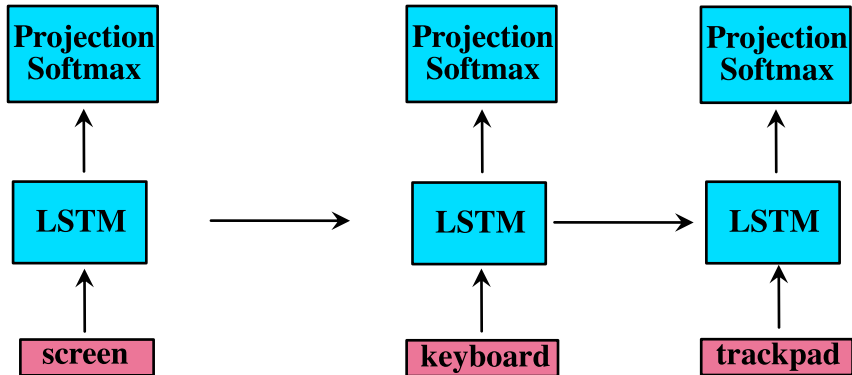 Projection
Softmax
Projection
Softmax
Projection
Softmax
LSTM
LSTM
LSTM
screen
keyboard
trackpad